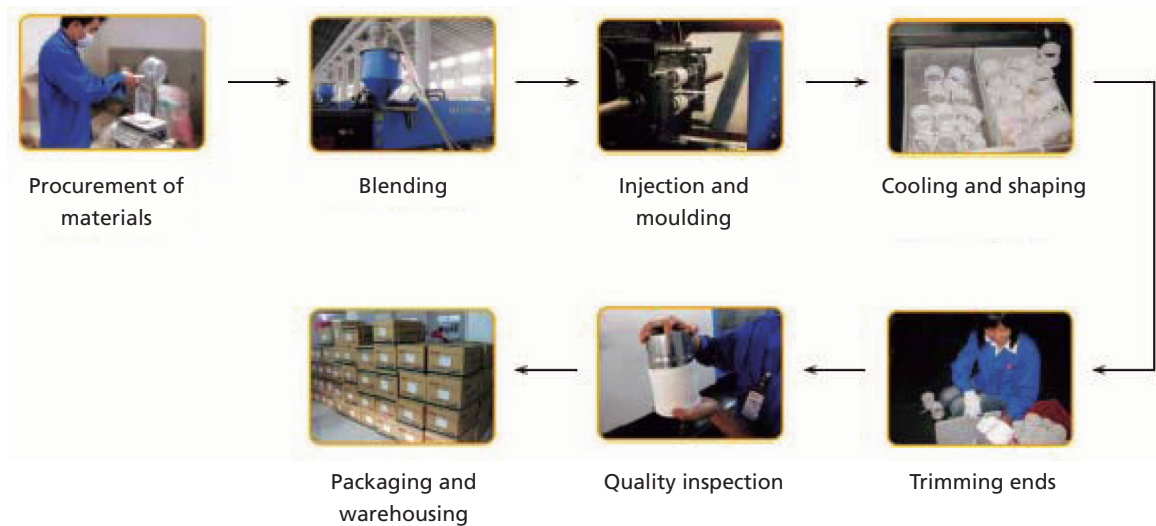 Procurement of
materials
Blending
Injection and
moulding
Cooling and shaping
Trimming ends
Quality inspection
Packaging and
warehousing